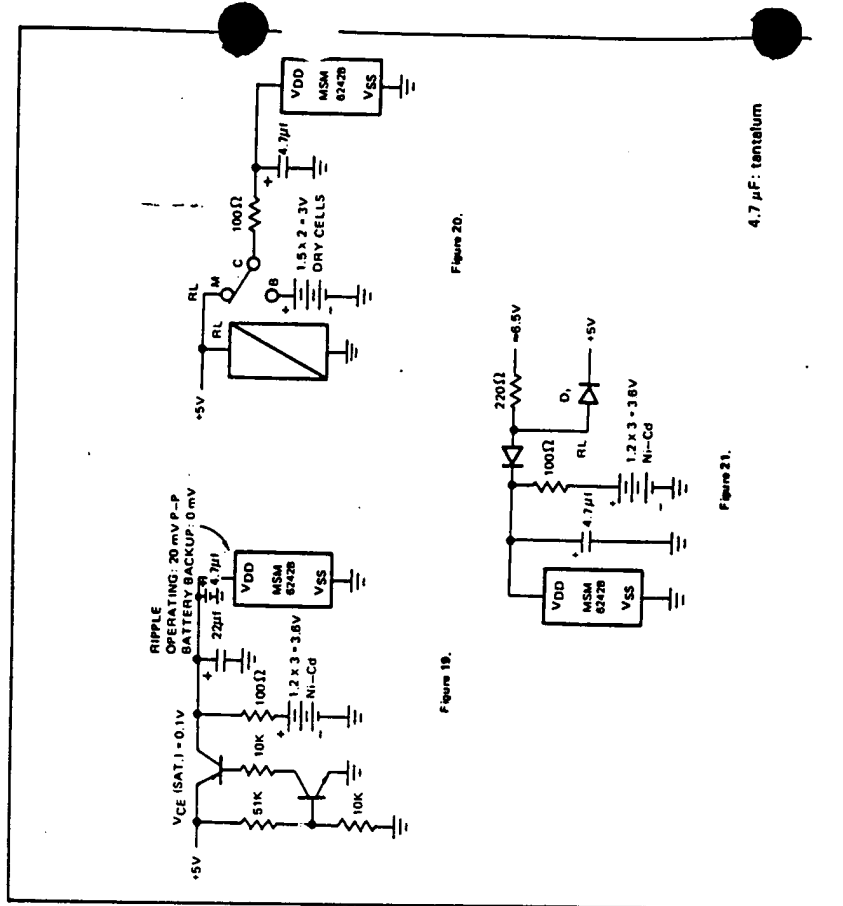 +5V
VCE (SAT.) = 0.1V
51K
10K
10K
100Ω
1.2 X 3 = 3.6V
Ni-Cd
+
-
+
22μf
4.7μf
RIPPLE
OPERATING: 20 mV P-P
BATTERY BACKUP: 0 mV
VDD
MSM
6242B
VSS
Figure 19.
+5V
RL
RL
M
C
B
100Ω
+
-
1.5 X 2 = 3V
DRY CELLS
+
4.7μf
VDD
MSM
6242B
VSS
Figure 20.
VDD
MSM
6242B
VSS
+
4.7μf
100Ω
+
-
1.2 X 3 = 3.6V
Ni-Cd
220Ω
≈6.5V
D1
RL
+5V
Figure 21.
4.7 μF: tantalum